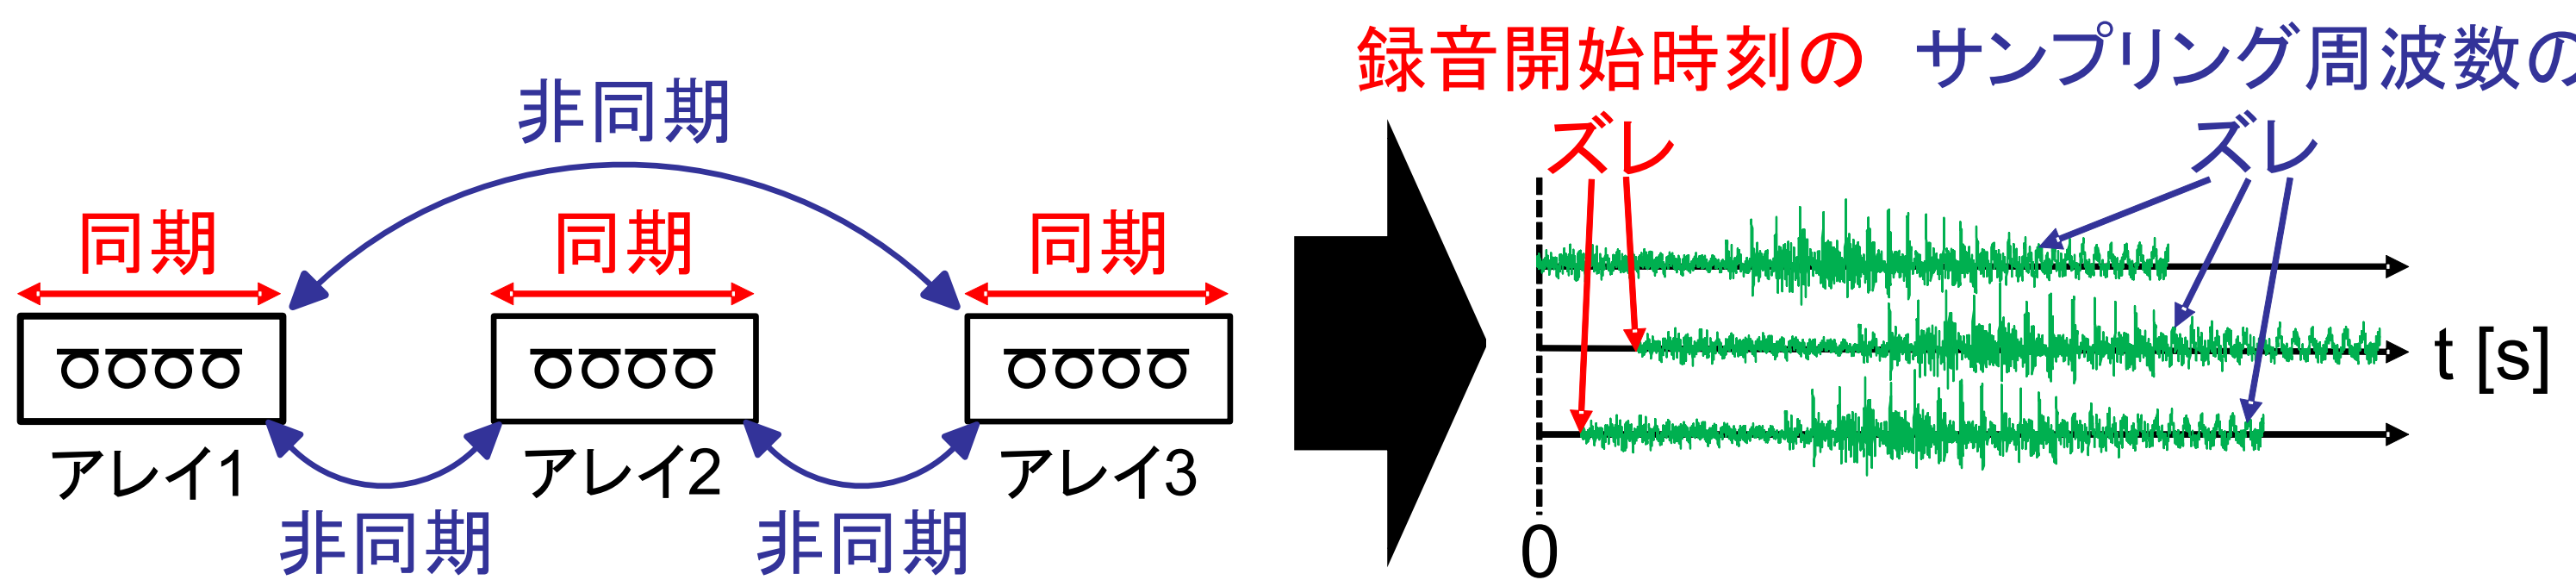 非同期
同期
同期
同期
アレイ1
アレイ2
アレイ3
非同期
非同期
録音開始時刻の
ズレ
サンプリング周波数の
ズレ
t [s]
0